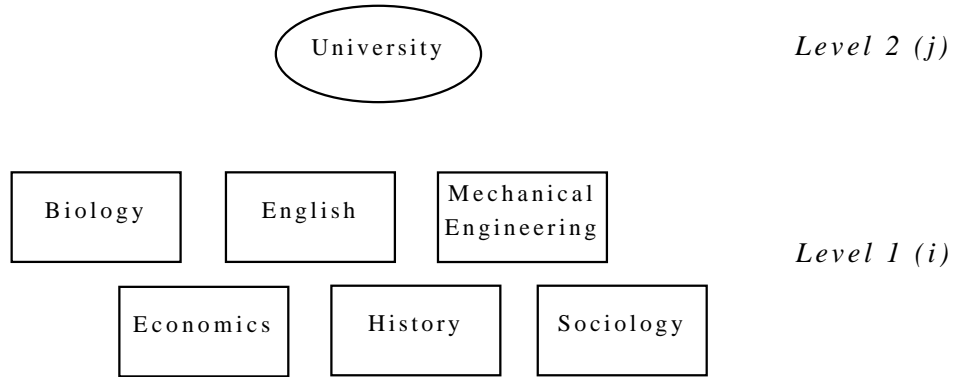 University
Level 2 (j)
Biology
English
Mechanical
Engineering
Level 1 (i)
Economics
History
Sociology